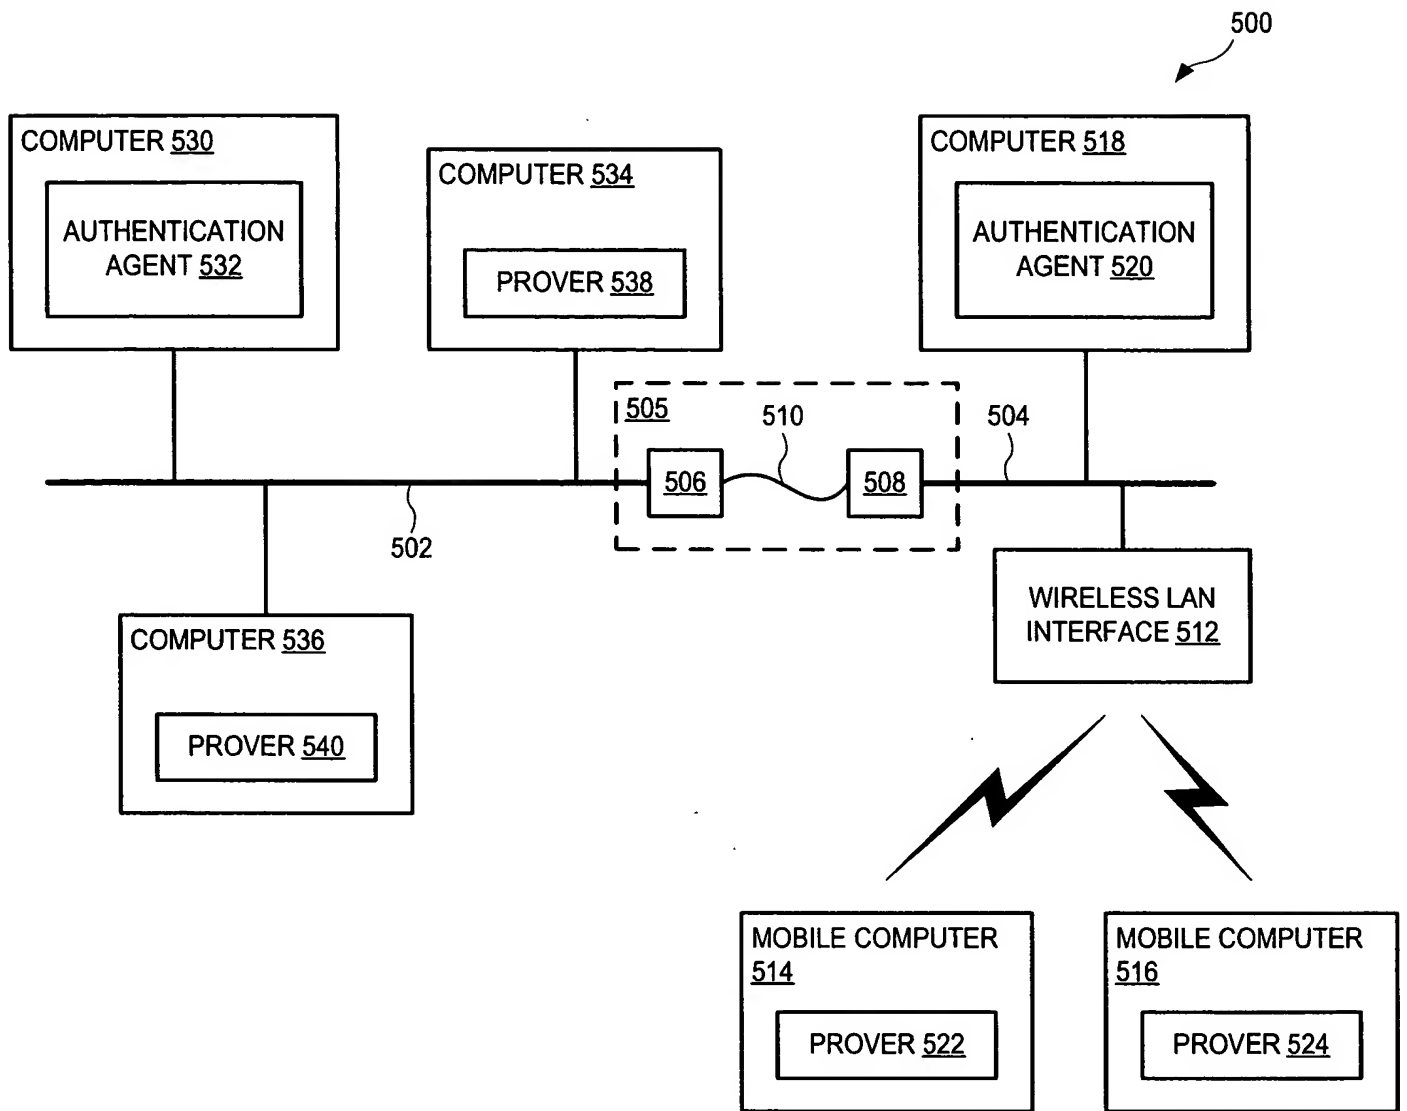 500
COMPUTER 530
AUTHENTICATION
AGENT 532
COMPUTER 534
PROVER 538
COMPUTER 518
AUTHENTICATION
AGENT 520
505
510
504
506
508
502
COMPUTER 536
PROVER 540
WIRELESS LAN
INTERFACE 512
MOBILE COMPUTER
514
PROVER 522
MOBILE COMPUTER
516
PROVER 524